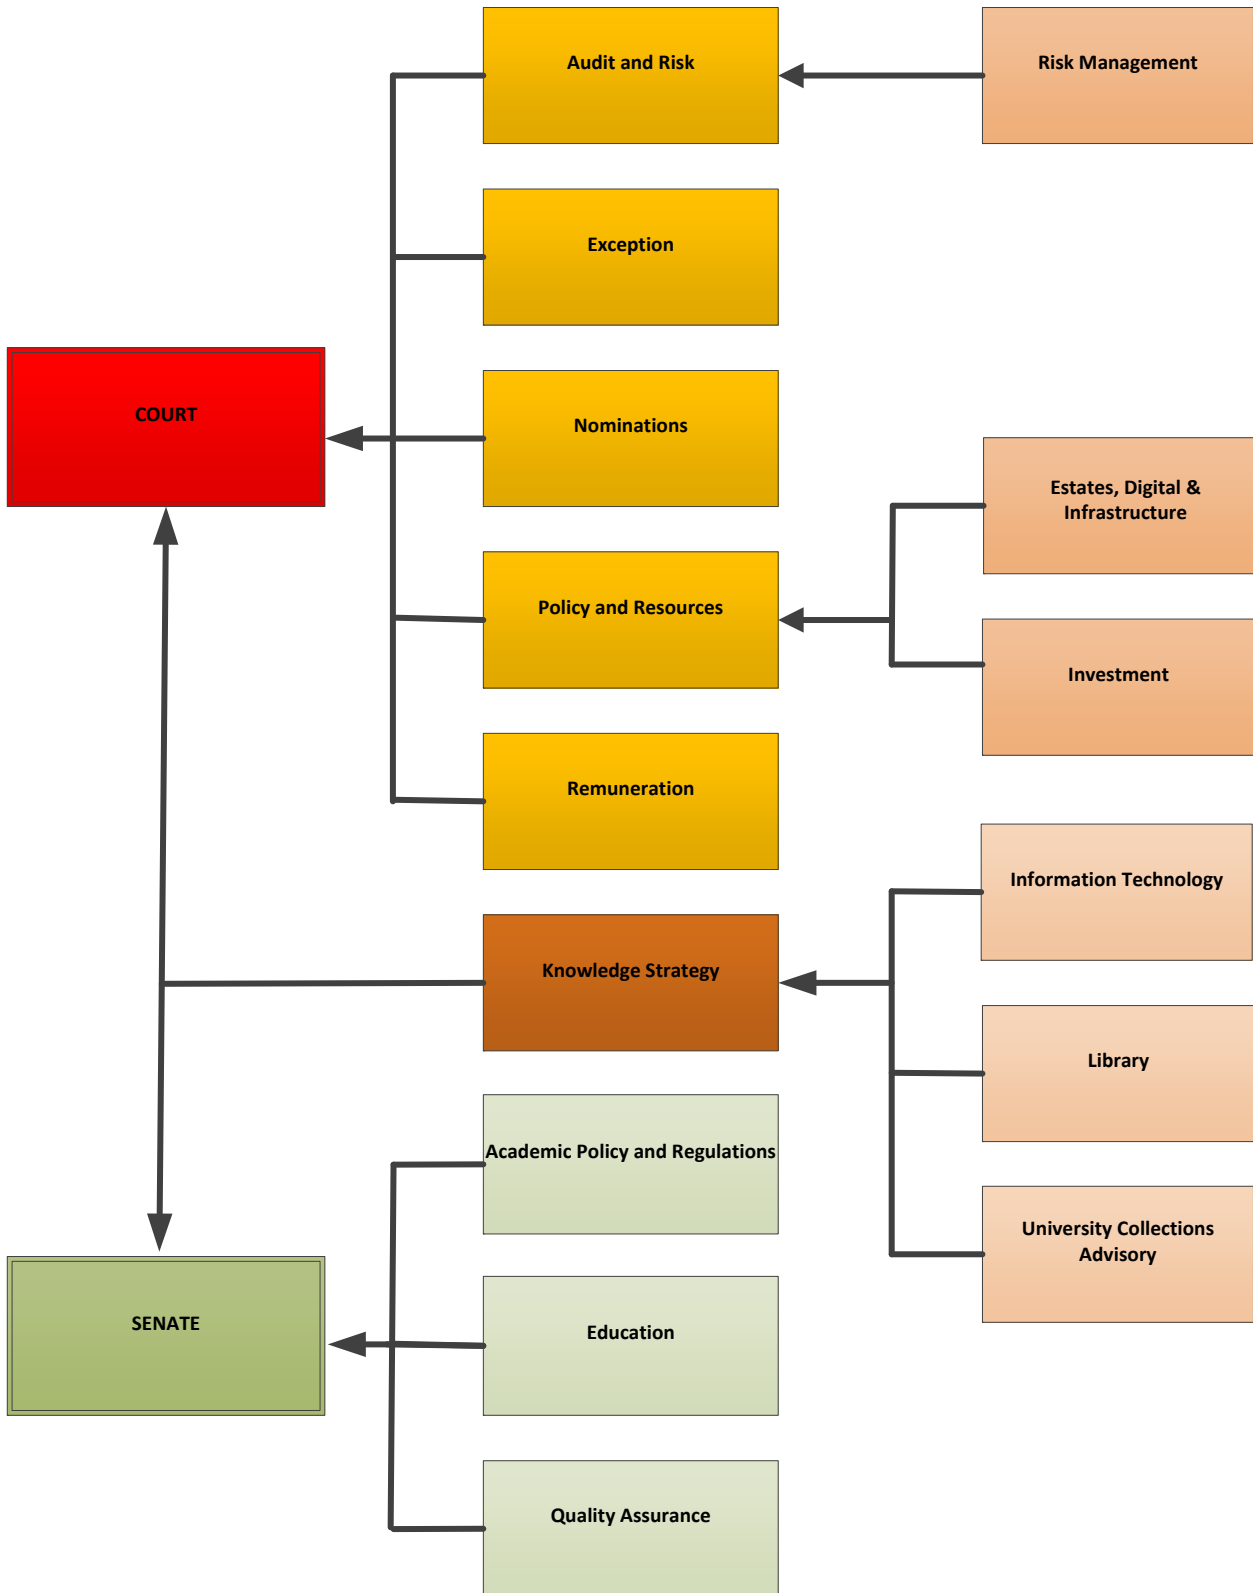 Audit and Risk
Risk Management
Exception
COURT
Nominations
Estates, Digital &
Infrastructure
Policy and Resources
Investment
Remuneration
Information Technology
Knowledge Strategy
Library
Academic Policy and Regulations
University Collections
Advisory
SENATE
Education
Quality Assurance